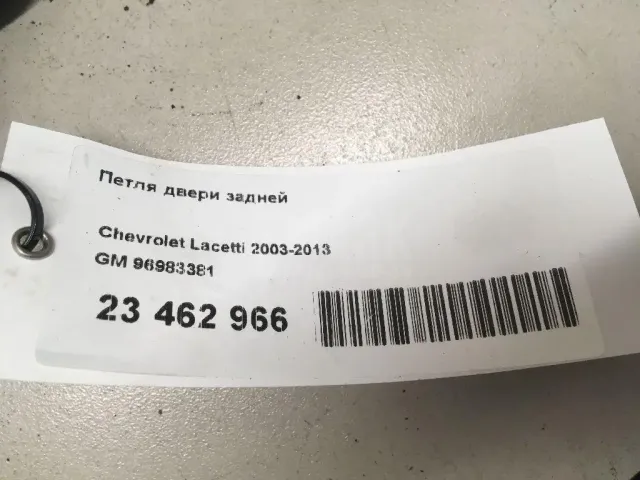 Петля двери задней
Chevrolet Lacetti 2003-2013
GM 96983381
23 462 966